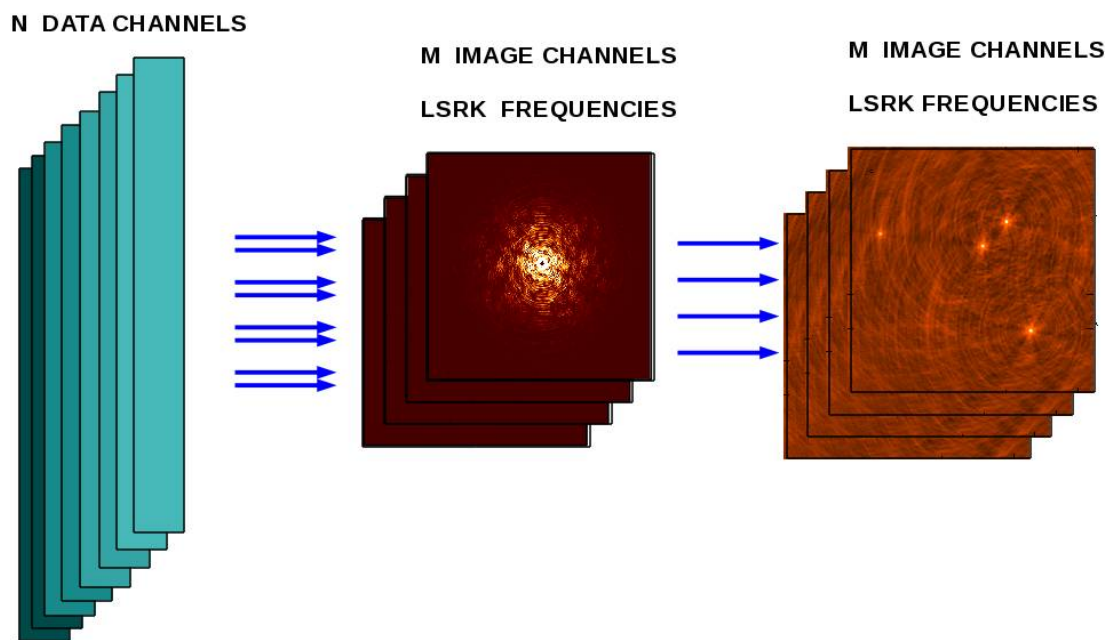 N DATA CHANNELS
M IMAGE CHANNELS
LSRK FREQUENCIES
M IMAGE CHANNELS
LSRK FREQUENCIES